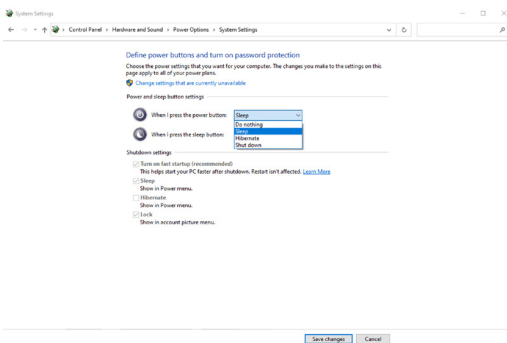 System Settings
Control Panel > Hardware and Sound > Power Options > System Settings
Define power buttons and turn on password protection
Choose the power settings that you want for your computer. The changes you make to the settings on this
page apply to all of your power plans.
Change settings that are currently unavailable
Power and sleep button settings
When I press the power button: Sleep
Do nothing
Sleep
Hibernate
Shut down
When I press the sleep button:
Shutdown settings
Turn on fast startup (recommended)
This helps start your PC faster after shutdown. Restart isn't affected. Learn More
Sleep
Show in Power menu.
Hibernate
Show in Power menu.
Lock
Show in account picture menu.
Save changes Cancel